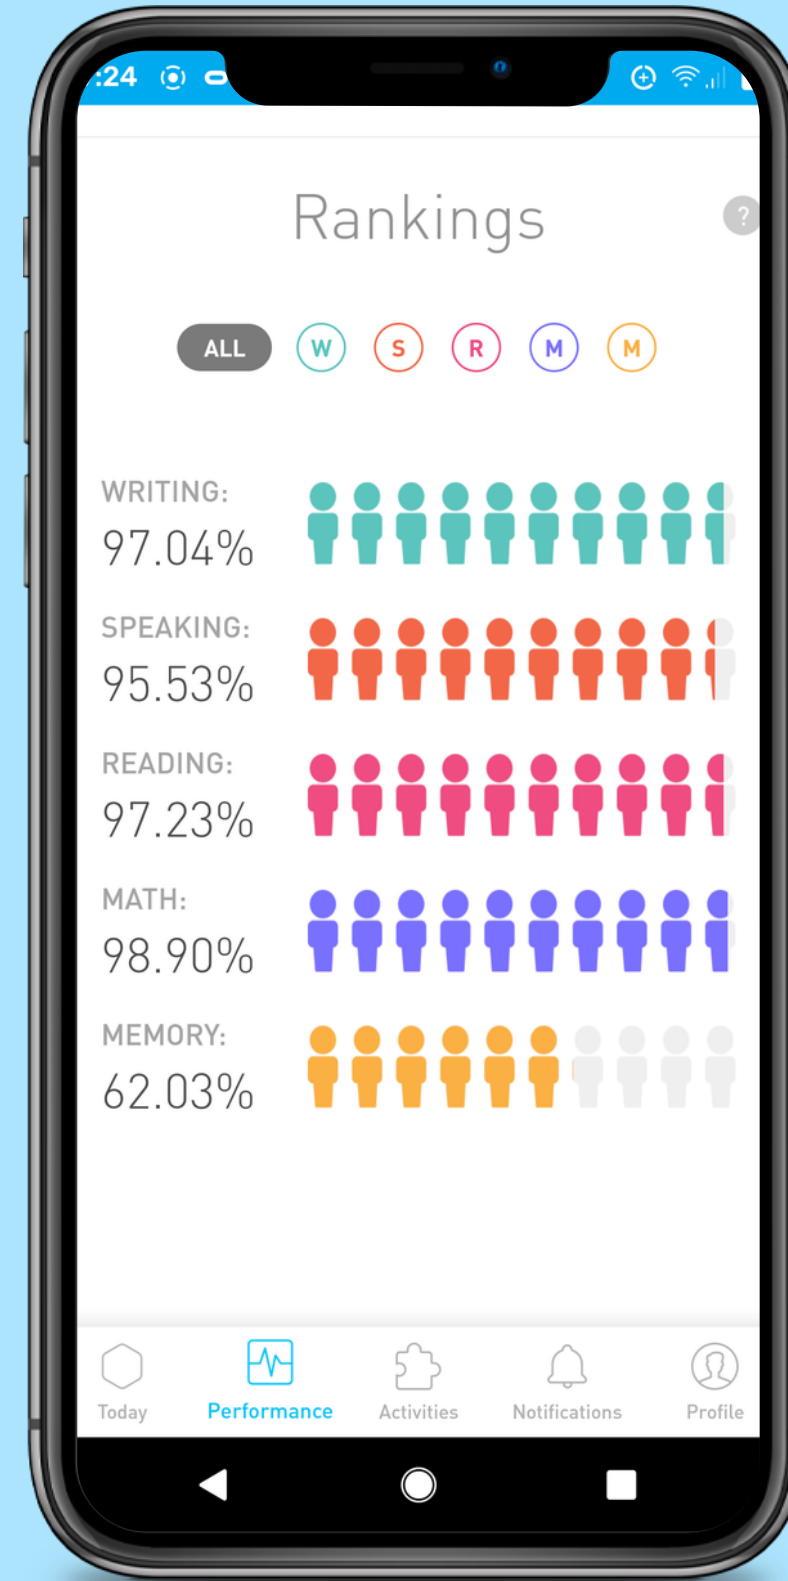 :24
Rankings
?
ALL W S R M M
WRITING:
97.04%
SPEAKING:
95.53%
READING:
97.23%
MATH:
98.90%
MEMORY:
62.03%
Today Performance Activities Notifications Profile